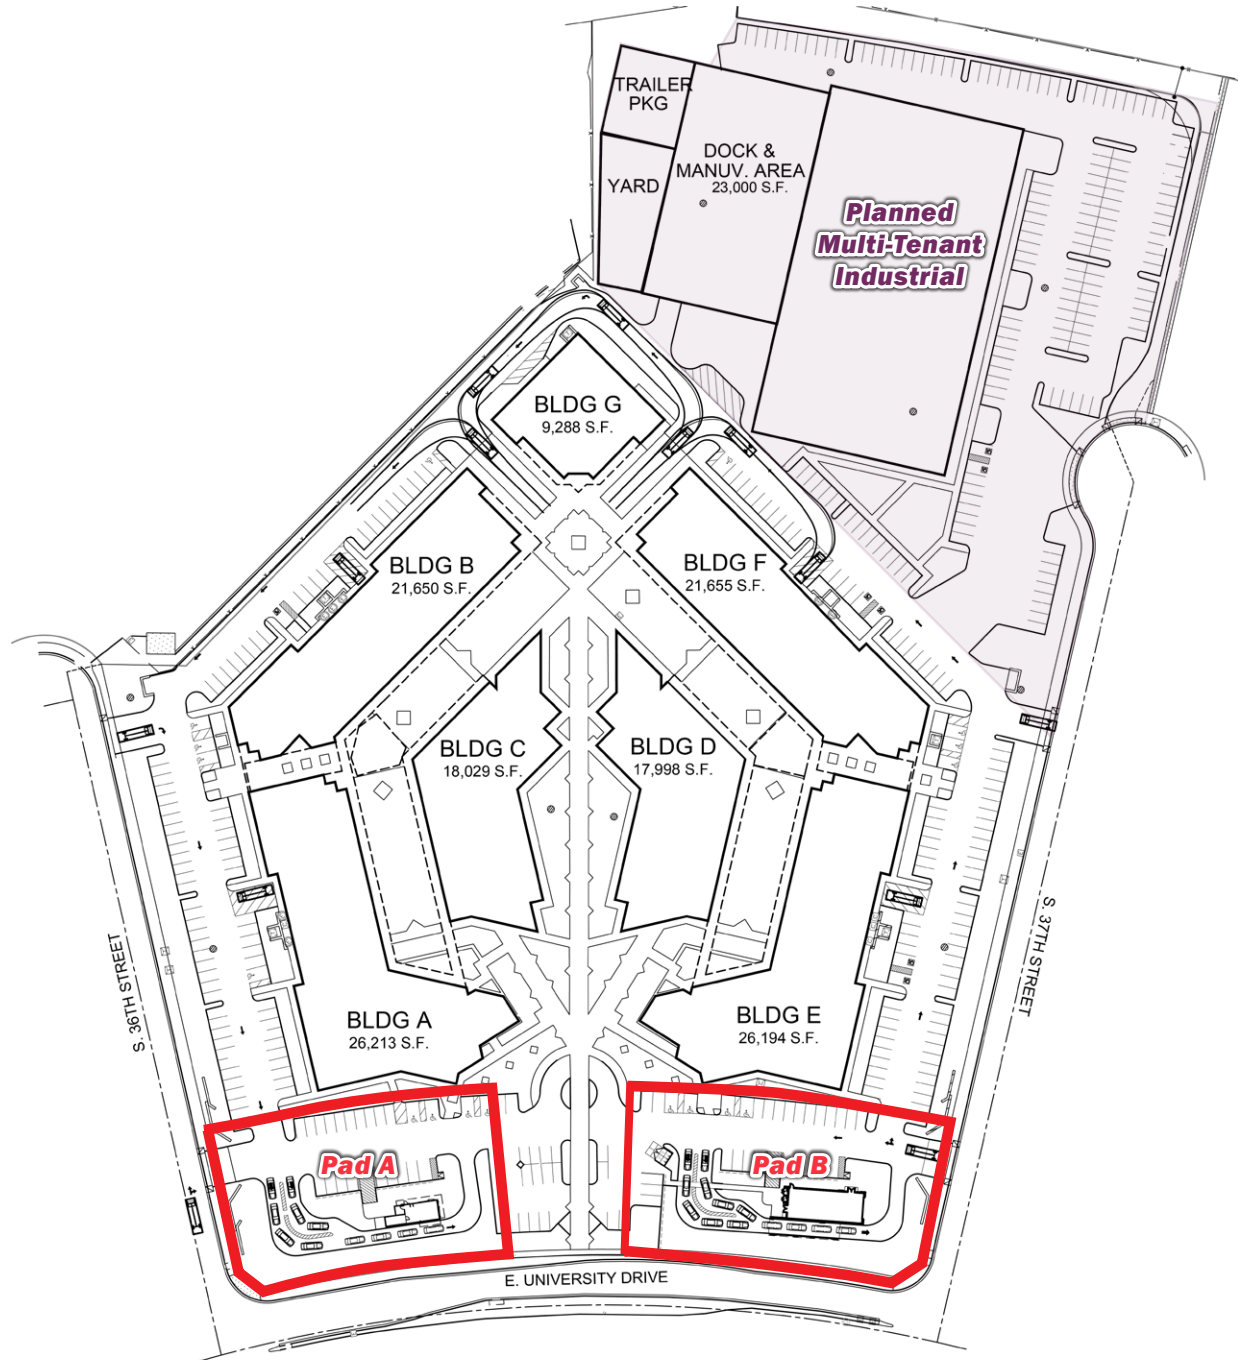 TRAILER
PKG
DOCK &
MANUV. AREA
23,000 S.F.
YARD
Planned
Multi-Tenant
Industrial
BLDG G
9,288 S.F.
BLDG B
21,650 S.F.
BLDG F
21,655 S.F.
BLDG C
18,029 S.F.
BLDG D
17,998 S.F.
S. 36TH STREET
S. 37TH STREET
BLDG A
26,213 S.F.
BLDG E
26,194 S.F.
Pad A
Pad B
E. UNIVERSITY DRIVE